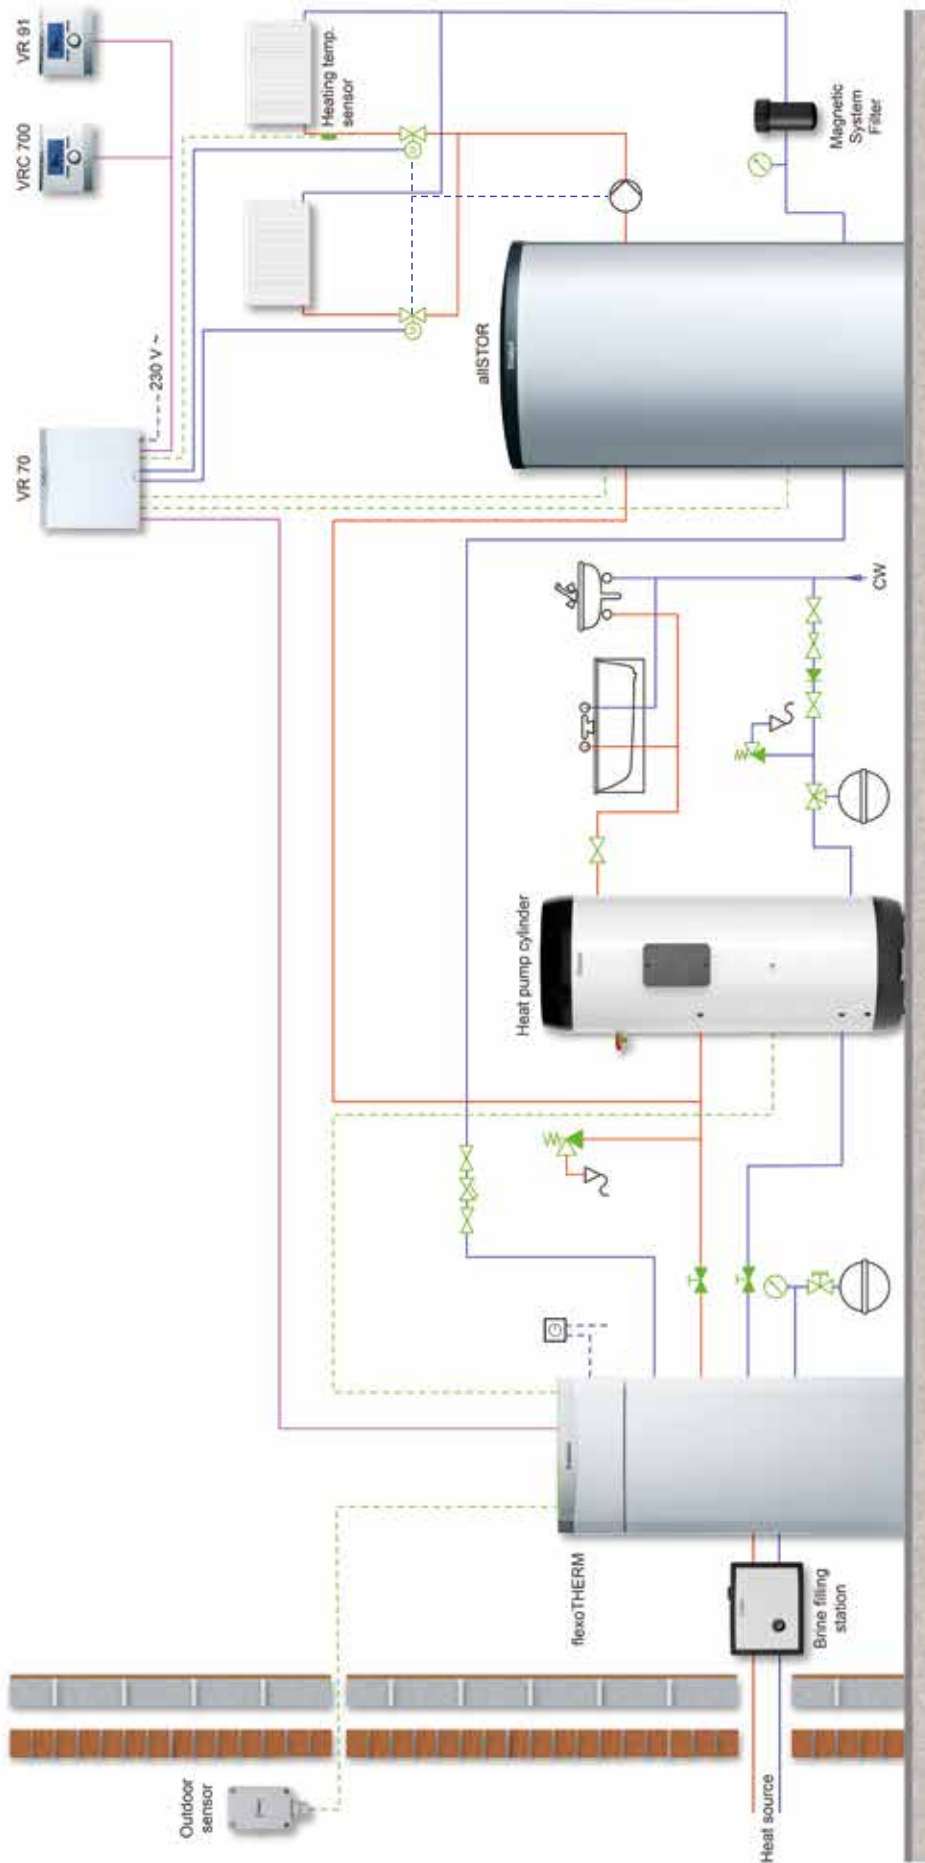 VR 91
VRC 700
Heating temp.
sensor
Magnetic
System
Filter
230 V ~
VR 70
allSTOR
CW
Heat pump cylinder
flexoTHERM
Brine filling
station
Outdoor
sensor
Heat source